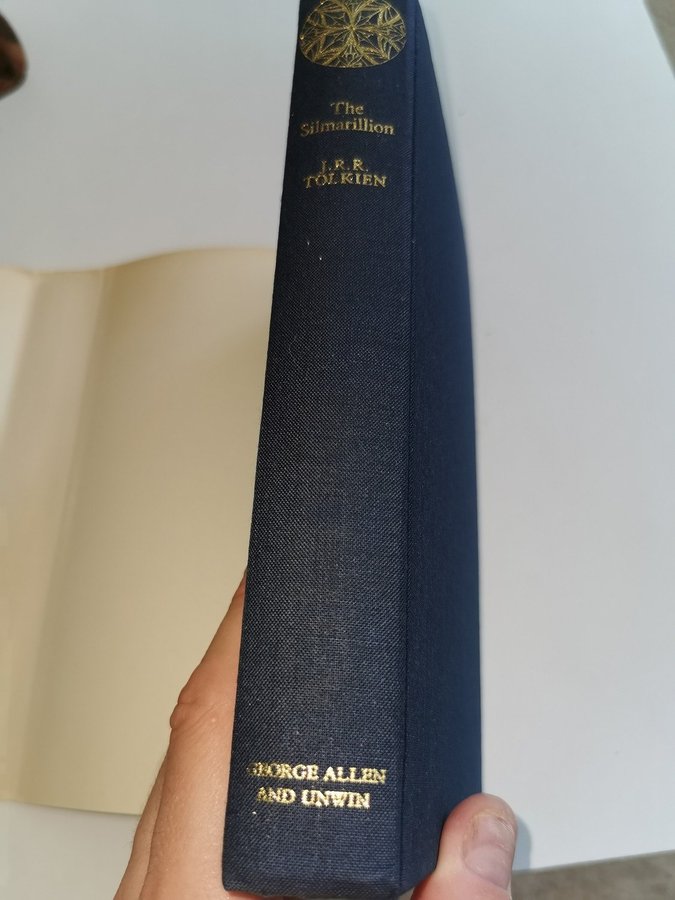 The
Silmarillion
J.R.R.
TOLKIEN
GEORGE ALLEN
AND UNWIN